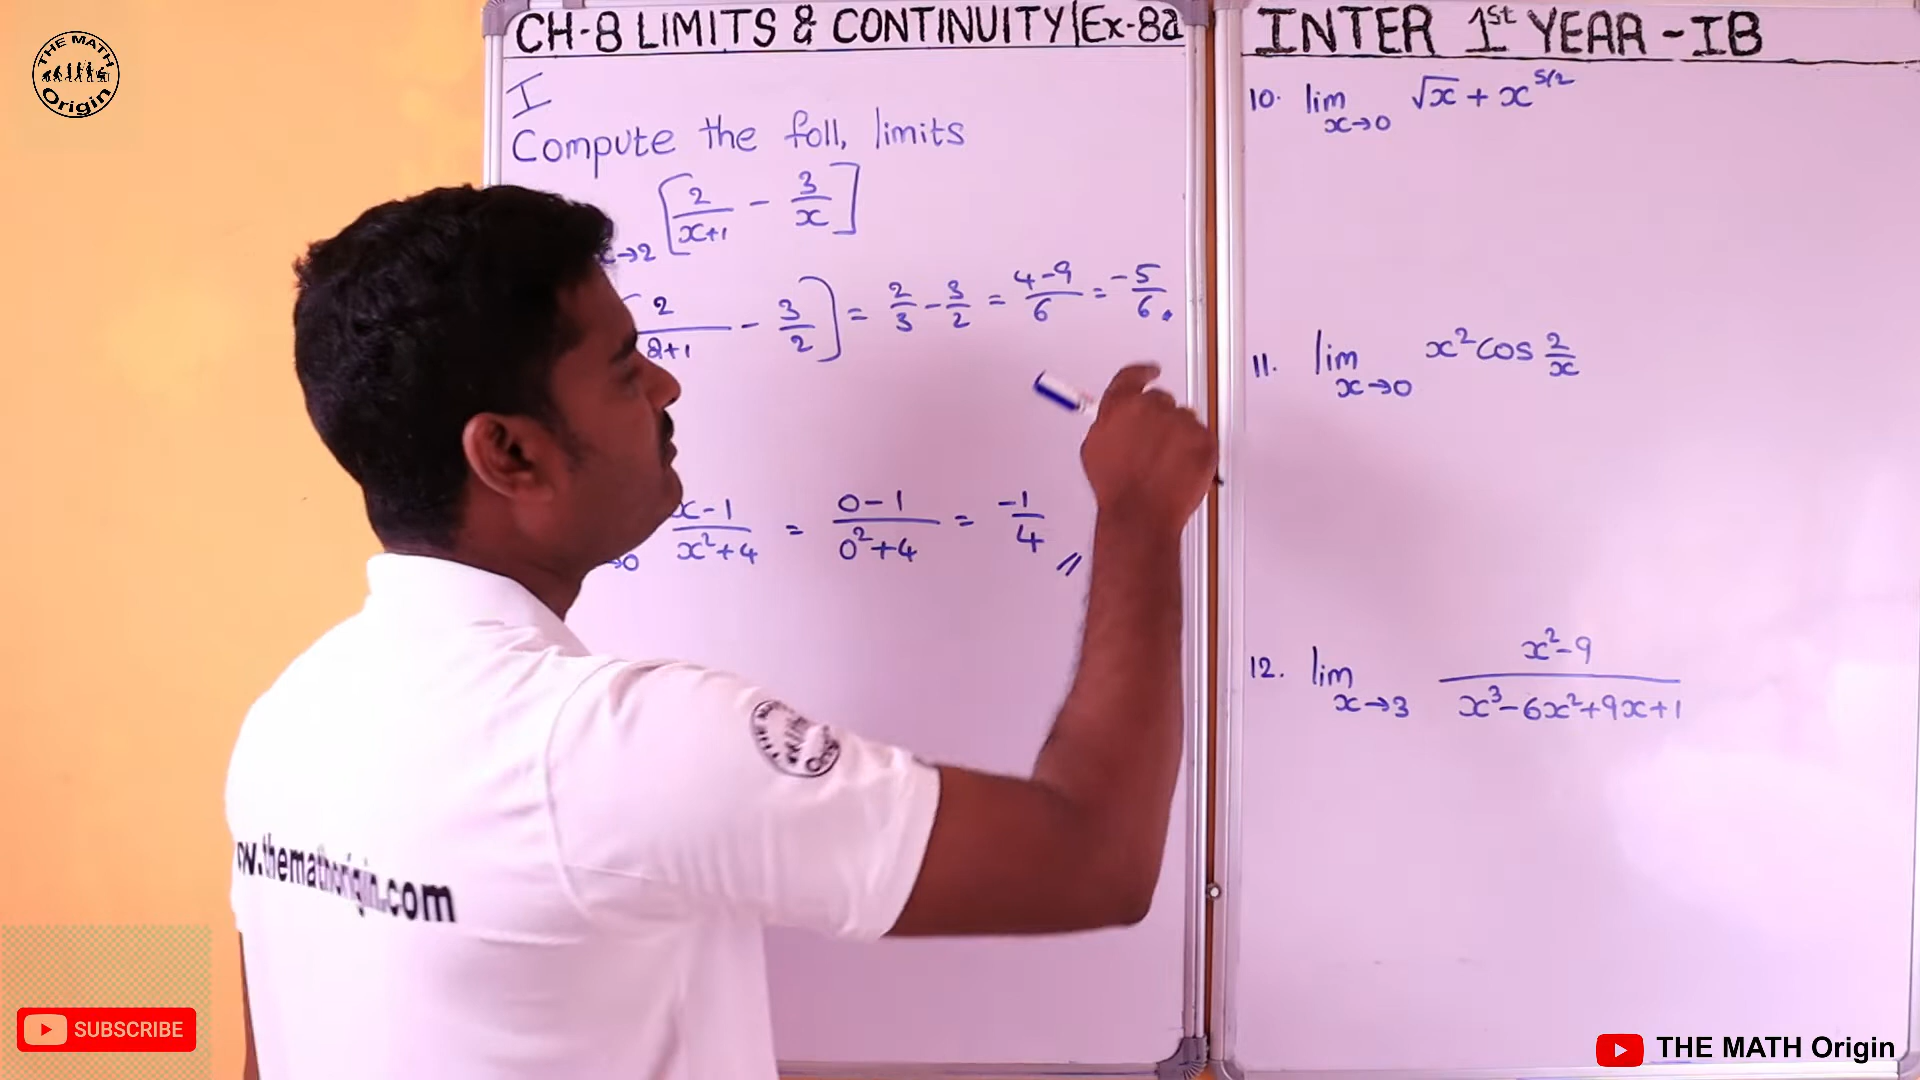 THE MATH
Origin
CH-8 LIMITS & CONTINUITY | Ex-8a
I
Compute the foll, limits
[2/(x+1) - 3/x]
x→2
2/(2+1) - 3/2] = 2/3 - 3/2 = (4-9)/6 = -5/6.
(x-1)/(x²+4) = (0-1)/(0²+4) = -1/4 //
→0
INTER 1st YEAR - IB
10. lim x→0 √x + x^5/2
11. lim x→0 x² cos 2/x
12. lim x→3 (x²-9)/(x³-6x²+9x+1)
.themathorigin.com
SUBSCRIBE
THE MATH Origin